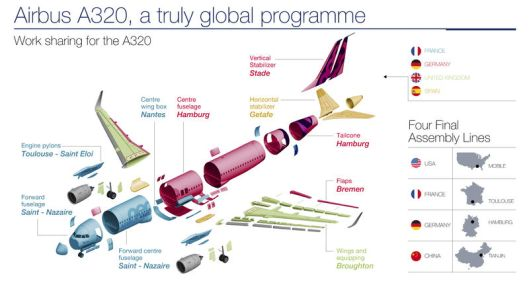 Airbus A320, a truly global programme
Work sharing for the A320
Vertical
Stabilizer
Stade
FRANCE
GERMANY
UNITED KINGDOM
SPAIN
Centre
wing box
Nantes
Centre
fuselage
Hamburg
Horizontal
stabilizer
Getafe
Tailcone
Hamburg
Engine pylons
Toulouse - Saint Eloi
Forward
fuselage
Saint - Nazaire
Forward centre
fuselage
Saint - Nazaire
Flaps
Bremen
Wings and
equipping
Broughton
Four Final
Assembly Lines
USA
MOBILE
FRANCE
TOULOUSE
GERMANY
HAMBURG
CHINA
TIANJIN